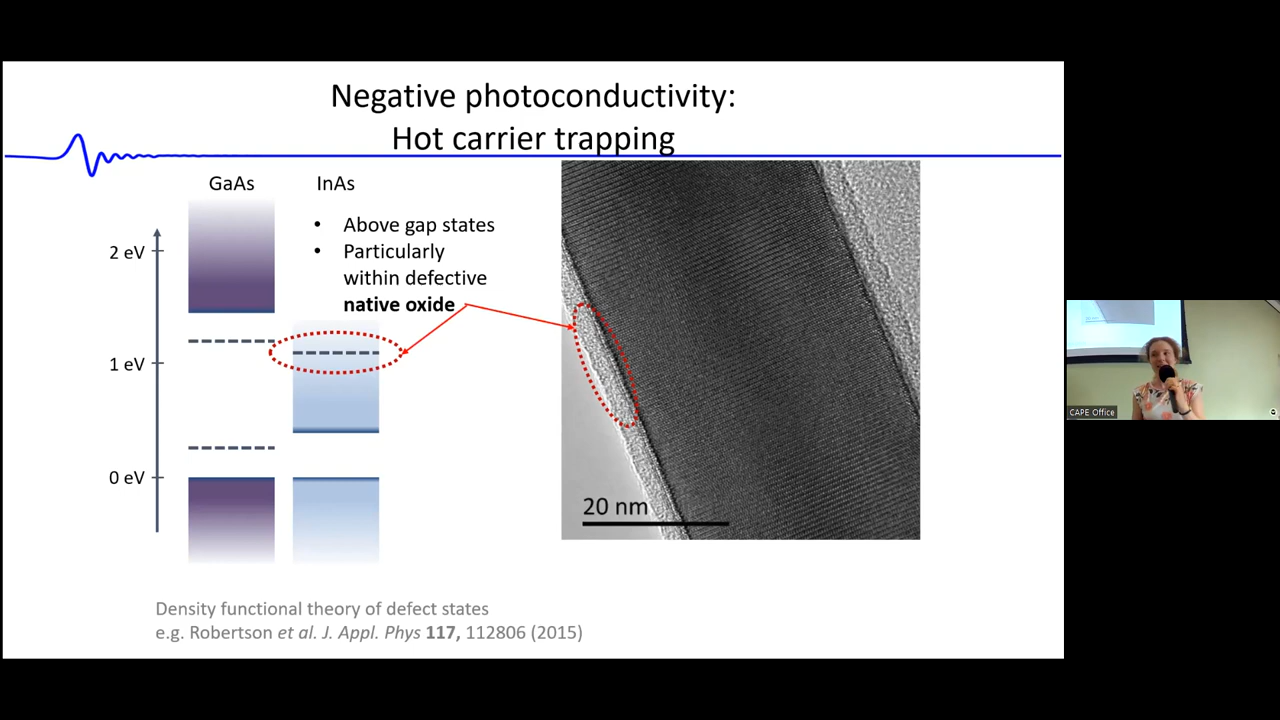 Negative photoconductivity:
Hot carrier trapping
GaAs
InAs
• Above gap states
• Particularly
within defective
native oxide
2 eV
1 eV
0 eV
20 nm
Density functional theory of defect states
e.g. Robertson et al. J. Appl. Phys 117, 112806 (2015)
CAPE Office